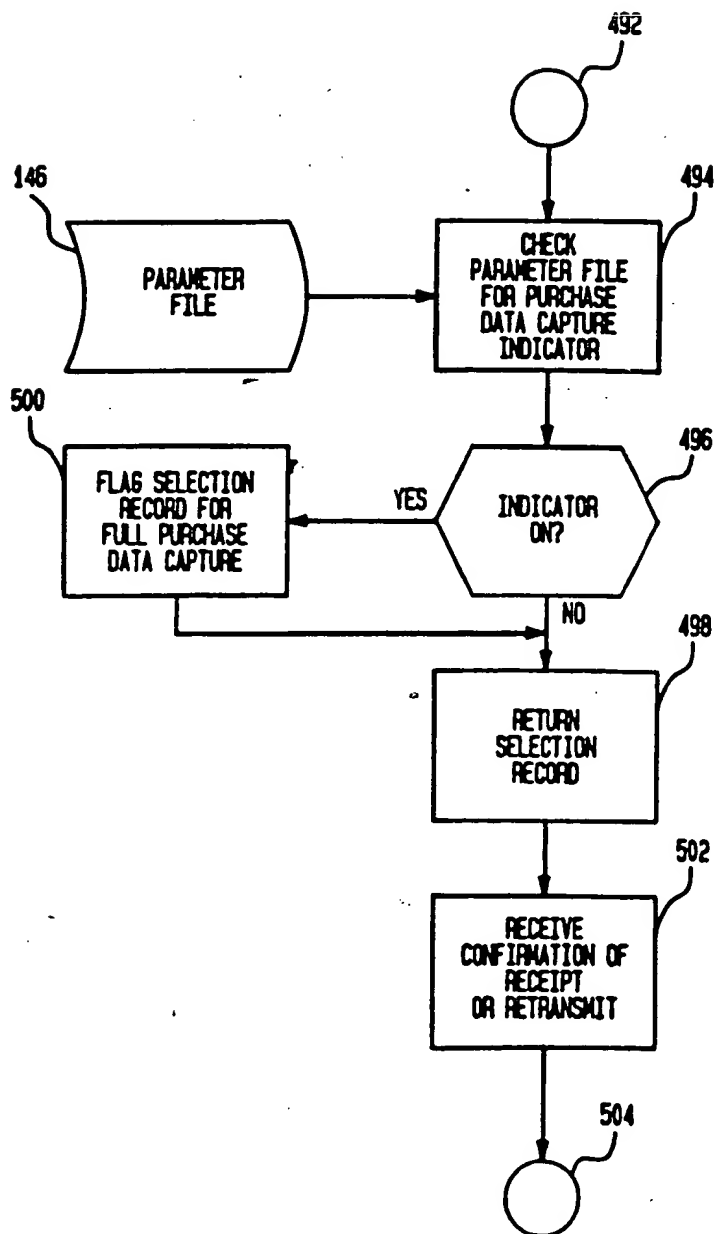 492
146
494
PARAMETER
FILE
CHECK
PARAMETER FILE
FOR PURCHASE
DATA CAPTURE
INDICATOR
500
496
FLAG SELECTION
RECORD FOR
FULL PURCHASE
DATA CAPTURE
YES
INDICATOR
ON?
NO
498
RETURN
SELECTION
RECORD
502
RECEIVE
CONFIRMATION OF
RECEIPT
OR RETRANSMIT
504